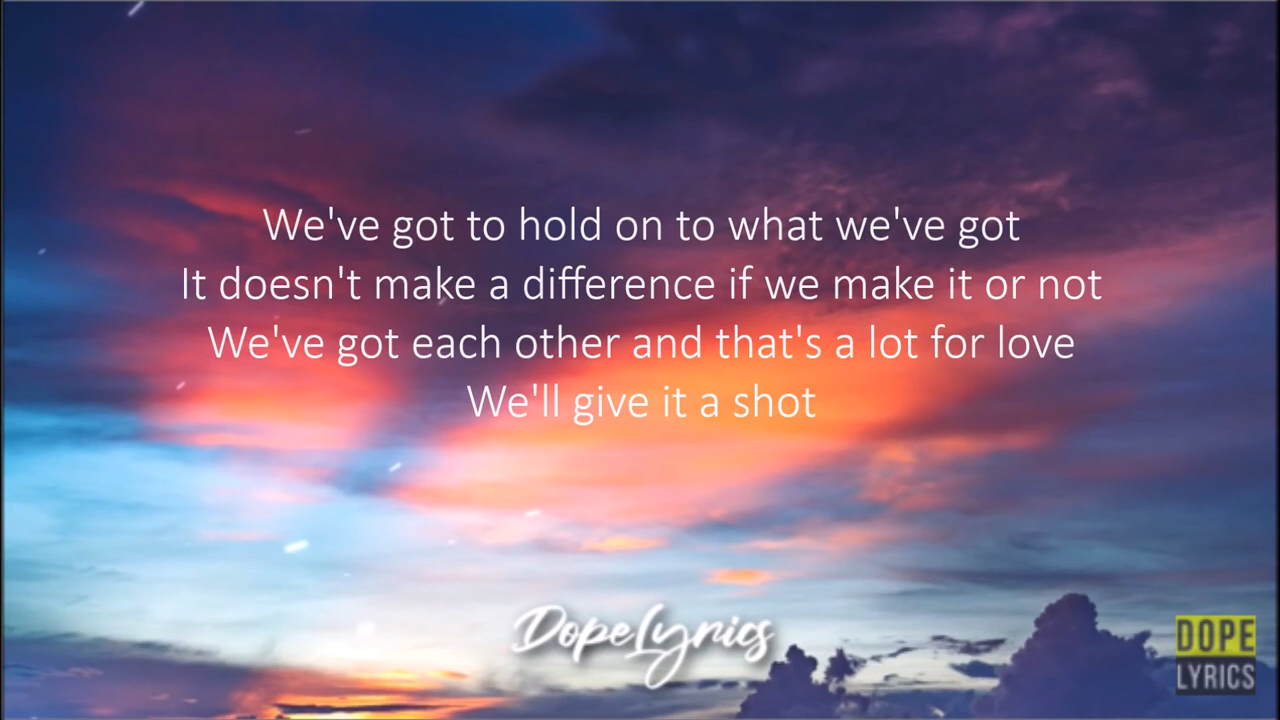 We've got to hold on to what we've got
It doesn't make a difference if we make it or not
We've got each other and that's a lot for love
We'll give it a shot
DopeLyrics
DOPE
LYRICS